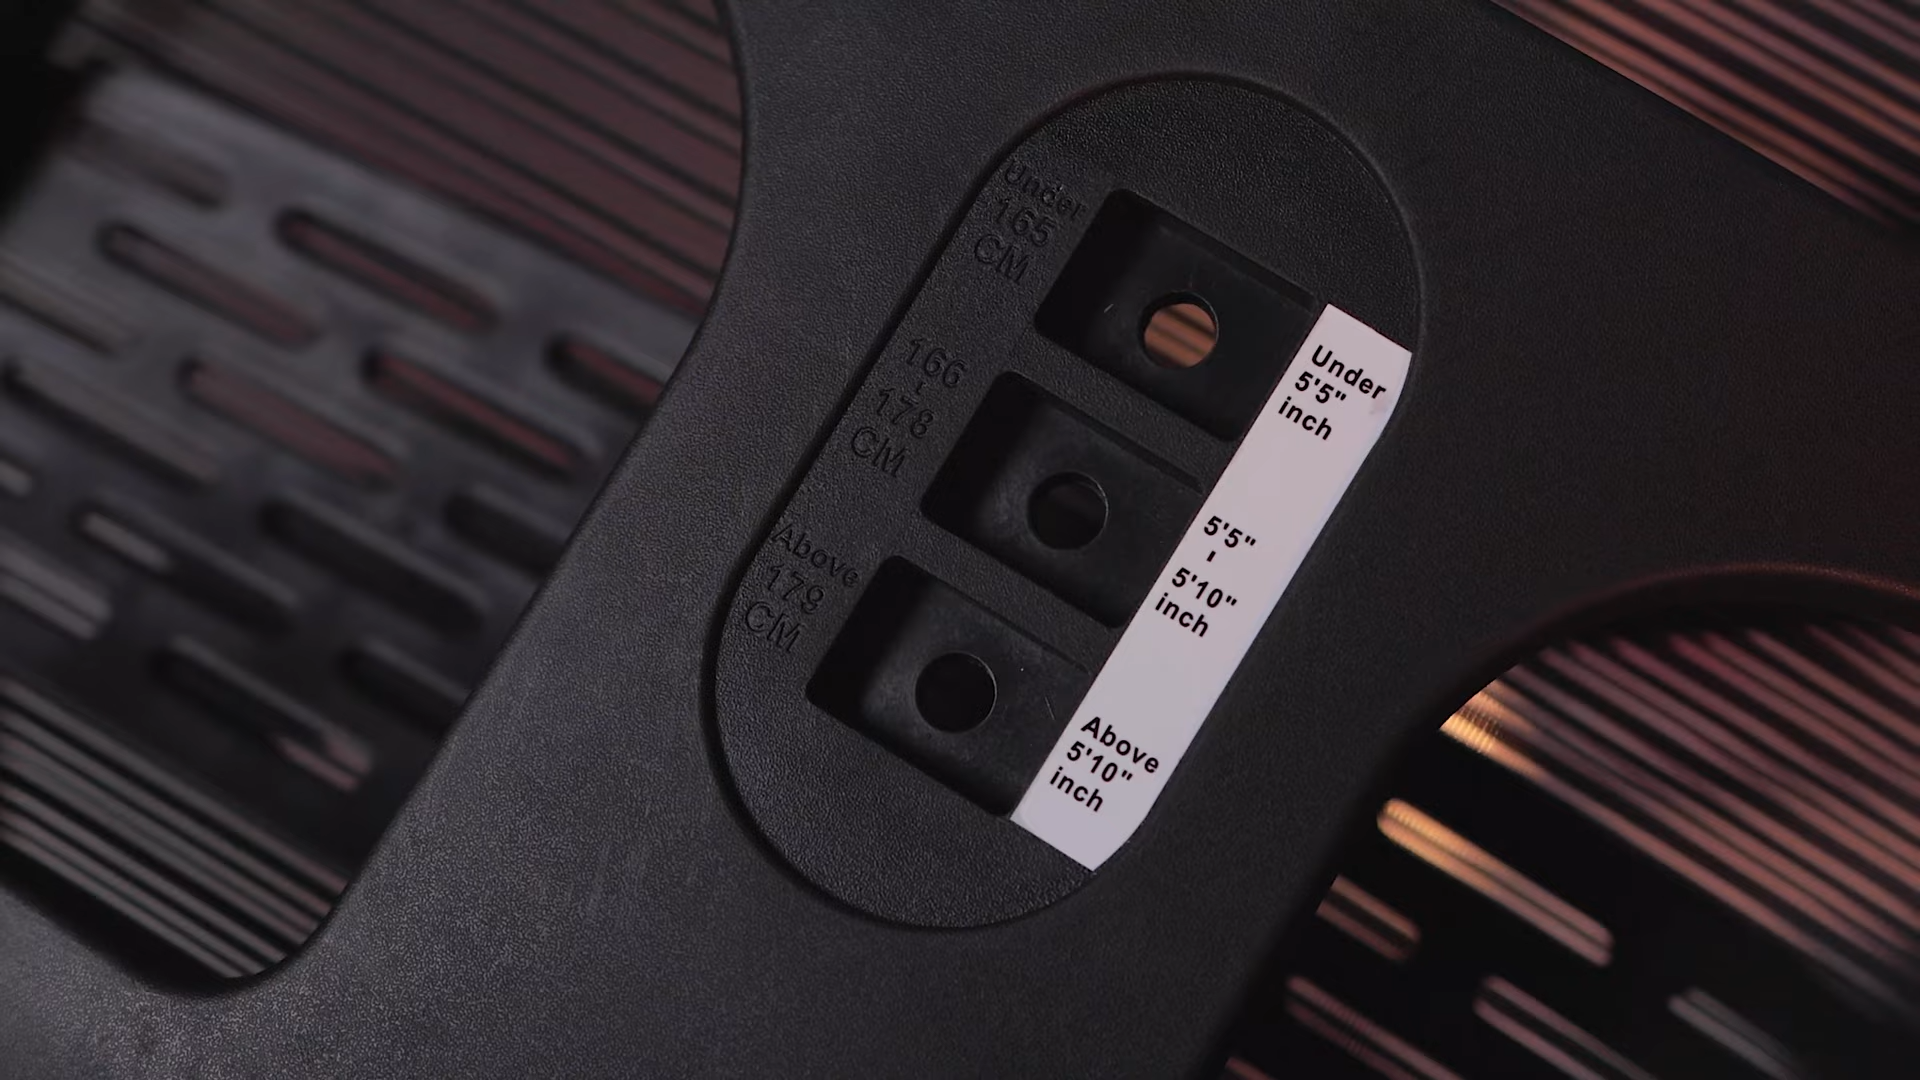 Under
165
CM
166
-
178
CM
Above
179
CM
Under
5'5"
inch
5'5"
-
5'10"
inch
Above
5'10"
inch